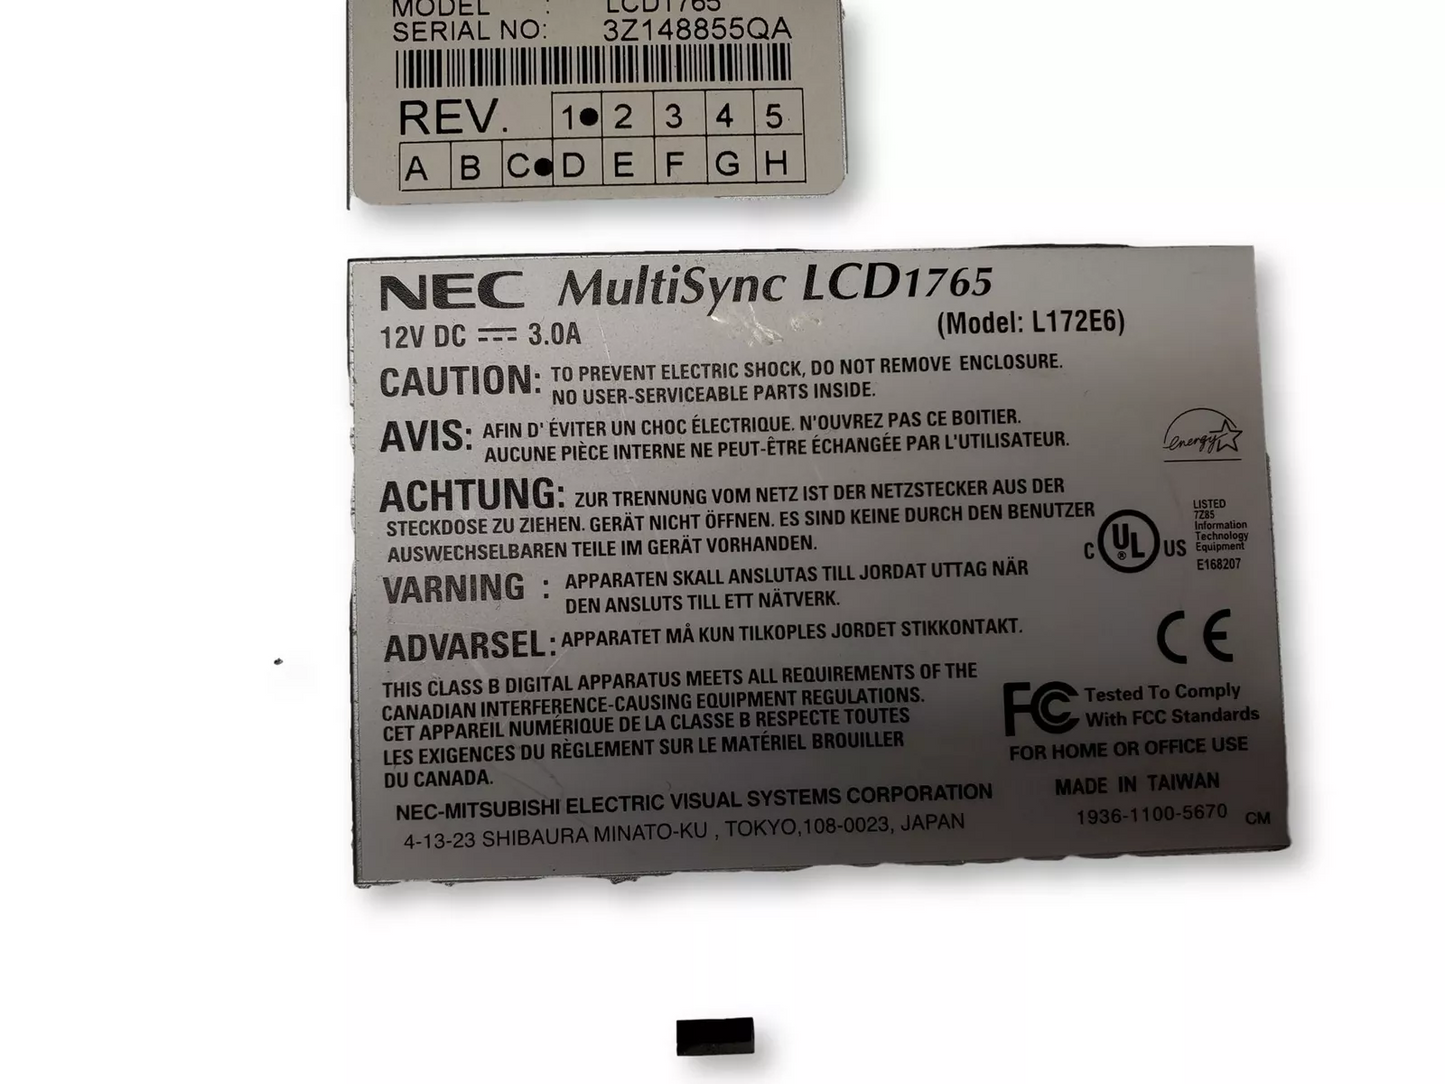 MODEL : LCD1765
SERIAL NO: 3Z148855QA
REV. 1 2 3 4 5
A B C D E F G H
NEC MultiSync LCD1765
12V DC 3.0A
(Model: L172E6)
CAUTION: TO PREVENT ELECTRIC SHOCK, DO NOT REMOVE ENCLOSURE.
NO USER-SERVICEABLE PARTS INSIDE.
AVIS: AFIN D' ÉVITER UN CHOC ÉLECTRIQUE. N'OUVREZ PAS CE BOITIER.
AUCUNE PIÈCE INTERNE NE PEUT-ÊTRE ÉCHANGÉE PAR L'UTILISATEUR.
energy
ACHTUNG: ZUR TRENNUNG VOM NETZ IST DER NETZSTECKER AUS DER
STECKDOSE ZU ZIEHEN. GERÄT NICHT ÖFFNEN. ES SIND KEINE DURCH DEN BENUTZER
AUSWECHSELBAREN TEILE IM GERÄT VORHANDEN.
C UL ® US
LISTED
7Z85
Information
Technology
Equipment
E168207
VARNING : APPARATEN SKALL ANSLUTAS TILL JORDAT UTTAG NÄR
DEN ANSLUTS TILL ETT NÄTVERK.
ADVARSEL: APPARATET MÅ KUN TILKOPLES JORDET STIKKONTAKT.
CE
THIS CLASS B DIGITAL APPARATUS MEETS ALL REQUIREMENTS OF THE
CANADIAN INTERFERENCE-CAUSING EQUIPMENT REGULATIONS.
CET APPAREIL NUMÉRIQUE DE LA CLASSE B RESPECTE TOUTES
LES EXIGENCES DU RÈGLEMENT SUR LE MATÉRIEL BROUILLER
DU CANADA.
FC Tested To Comply
With FCC Standards
FOR HOME OR OFFICE USE
NEC-MITSUBISHI ELECTRIC VISUAL SYSTEMS CORPORATION
4-13-23 SHIBAURA MINATO-KU , TOKYO,108-0023, JAPAN
MADE IN TAIWAN
1936-1100-5670 CM